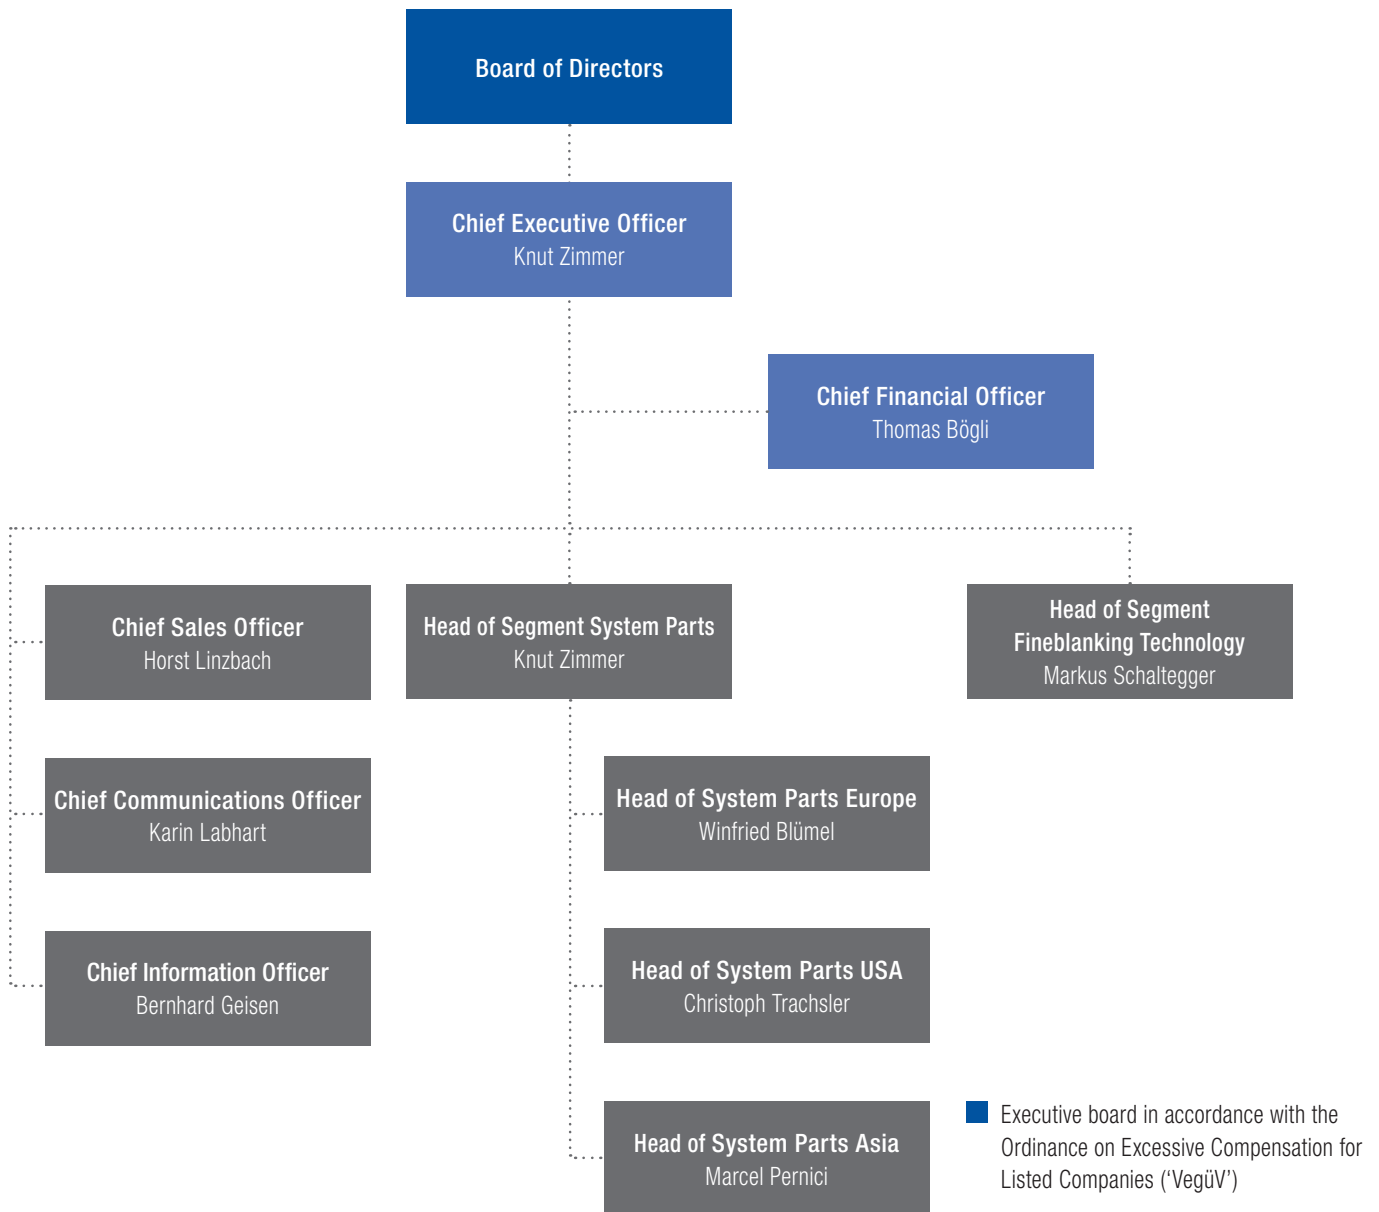 Board of Directors
Chief Executive Officer
Knut Zimmer
Chief Financial Officer
Thomas Bögli
Chief Sales Officer
Horst Linzbach
Head of Segment System Parts
Knut Zimmer
Head of Segment
Fineblanking Technology
Markus Schaltegger
Chief Communications Officer
Karin Labhart
Head of System Parts Europe
Winfried Blümel
Chief Information Officer
Bernhard Geisen
Head of System Parts USA
Christoph Trachsler
Head of System Parts Asia
Marcel Pernici
Executive board in accordance with the
Ordinance on Excessive Compensation for
Listed Companies (‘VegüV’)